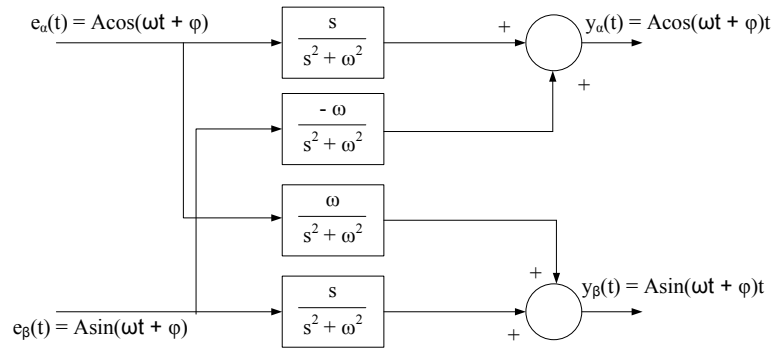 eα(t) = Acos(ωt + φ)
s
s² + ω²
+
yα(t) = Acos(ωt + φ)t
+
- ω
s² + ω²
ω
s² + ω²
+
yβ(t) = Asin(ωt + φ)t
s
s² + ω²
+
eβ(t) = Asin(ωt + φ)